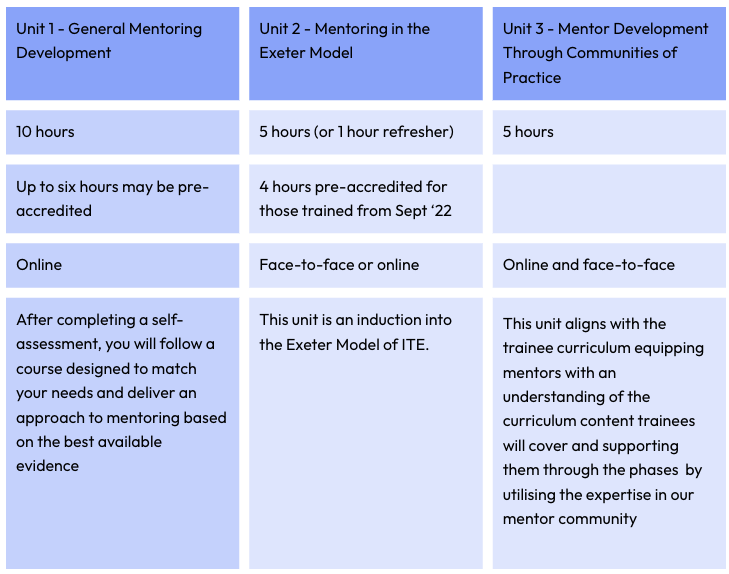 Unit 1 - General Mentoring
Development
Unit 2 - Mentoring in the
Exeter Model
Unit 3 - Mentor Development
Through Communities of
Practice
10 hours
5 hours (or 1 hour refresher)
5 hours
Up to six hours may be pre-
accredited
4 hours pre-accredited for
those trained from Sept ‘22
Online
Face-to-face or online
Online and face-to-face
After completing a self-
assessment, you will follow a
course designed to match
your needs and deliver an
approach to mentoring based
on the best available
evidence
This unit is an induction into
the Exeter Model of ITE.
This unit aligns with the
trainee curriculum equipping
mentors with an
understanding of the
curriculum content trainees
will cover and supporting
them through the phases  by
utilising the expertise in our
mentor community